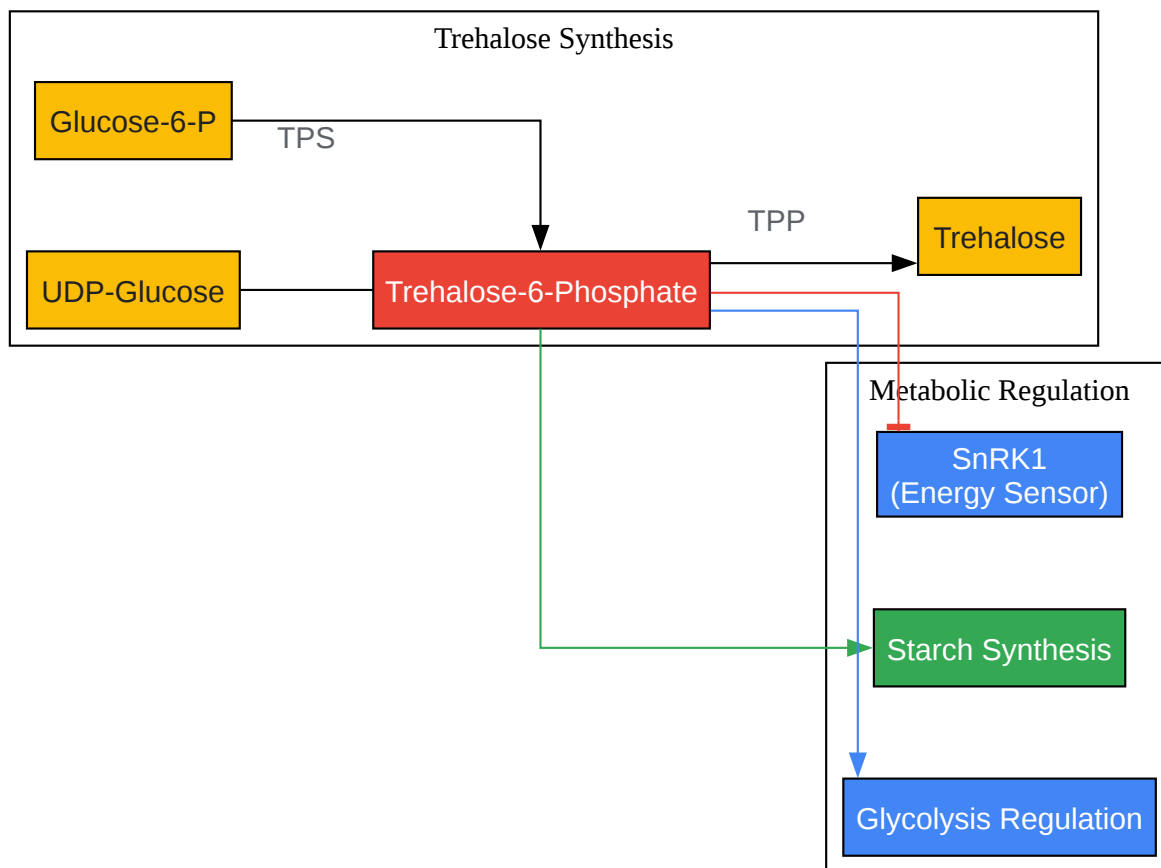 Trehalose Synthesis
Glucose-6-P
TPS
TPP
Trehalose
UDP-Glucose
Trehalose-6-Phosphate
Metabolic Regulation
SnRK1
(Energy Sensor)
Starch Synthesis
Glycolysis Regulation